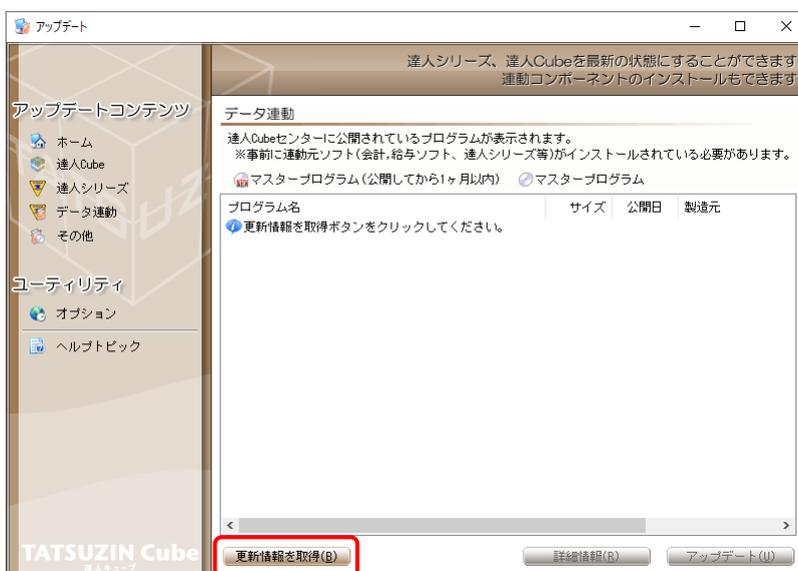 アップデート
達人シリーズ、達人Cubeを最新の状態にすることができます
連動コンポーネントのインストールもできます
アップデートコンテンツ
ホーム
達人Cube
達人シリーズ
データ連動
その他
ユーティリティ
オプション
ヘルプトピック
データ連動
達人Cubeセンターに公開されているプログラムが表示されます。
※事前に連動元ソフト(会計,給与ソフト、達人シリーズ等)がインストールされている必要があります。
マスタープログラム(公開してから1ヶ月以内) マスタープログラム
プログラム名 サイズ 公開日 製造元
更新情報を取得ボタンをクリックしてください。
TATSUZIN Cube
達人キューブ
更新情報を取得(B) 詳細情報(R) アップデート(U)